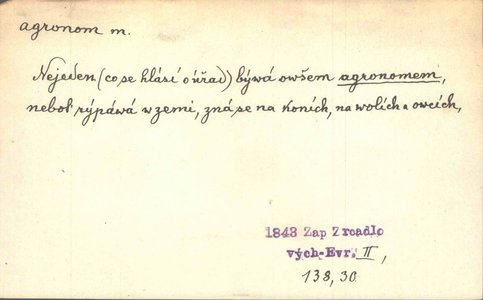 agronom m.
Nejeden (co se hlásí o úřad) bývá owšem agronomem,
neboť rýpáwá w zemi, zná se na koních, na wolích a owcích,
1843 Zap Zrcadlo
vých-Evr. II,
138, 30